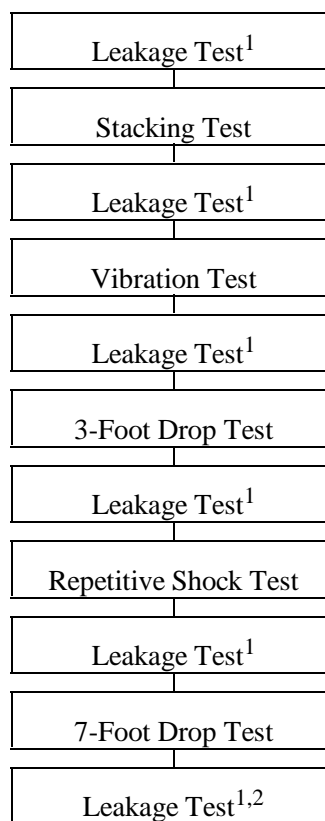 Leakage Test1
Stacking Test
Leakage Test1
Vibration Test
Leakage Test1
3-Foot Drop Test
Leakage Test1
Repetitive Shock Test
Leakage Test1
7-Foot Drop Test
Leakage Test1,2